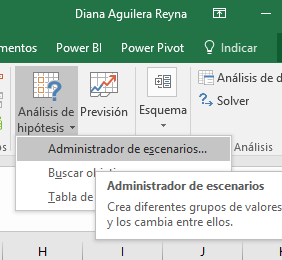 Diana Aguilera Reyna
mentos Power BI Power Pivot Indicar
Análisis de Previsión Esquema Análisis de d
hipótesis Solver
Administrador de escenarios... Análisis
Buscar objetivo
Tabla de
Administrador de escenarios
Crea diferentes grupos de valores
y los cambia entre ellos.
H I J